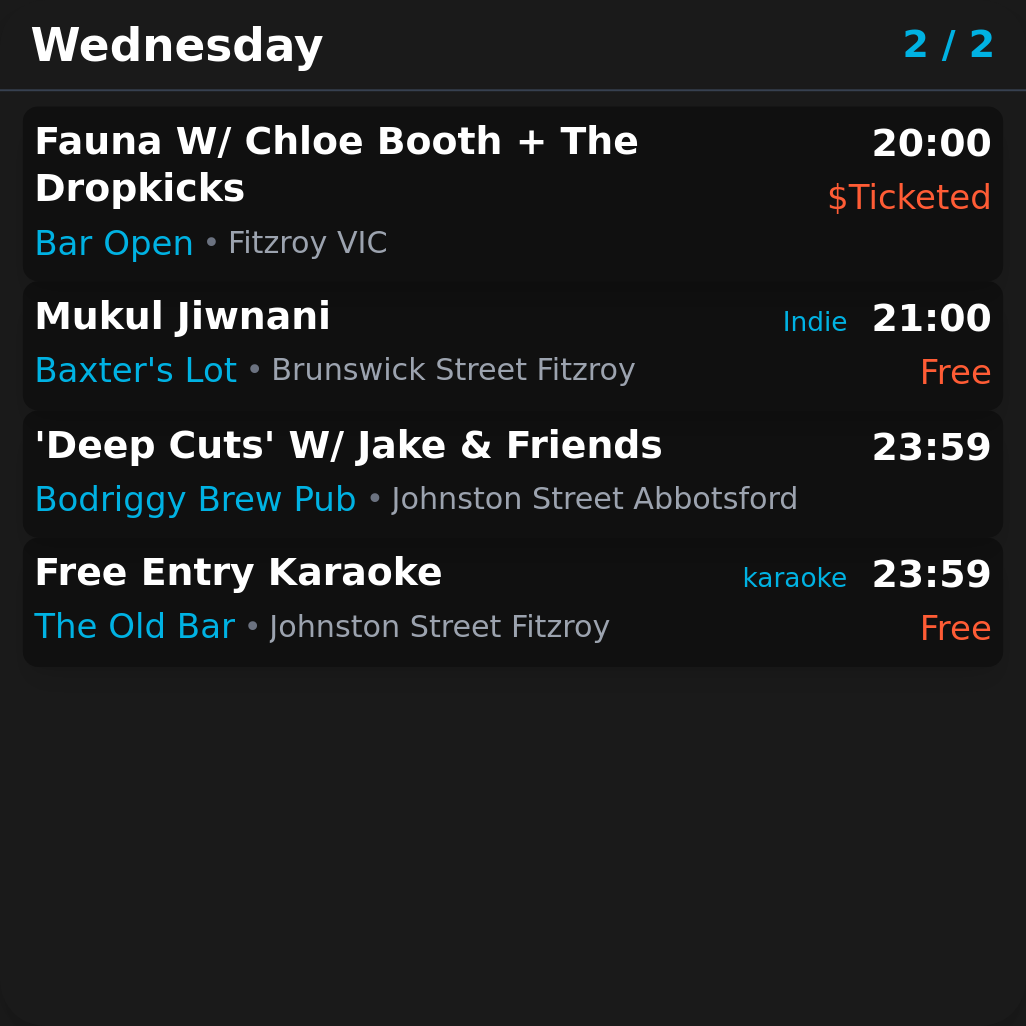 Wednesday 2 / 2
Fauna W/ Chloe Booth + The Dropkicks
20:00
$Ticketed
Bar Open • Fitzroy VIC
Mukul Jiwnani Indie 21:00
Baxter's Lot • Brunswick Street Fitzroy Free
'Deep Cuts' W/ Jake & Friends 23:59
Bodriggy Brew Pub • Johnston Street Abbotsford
Free Entry Karaoke karaoke 23:59
The Old Bar • Johnston Street Fitzroy Free